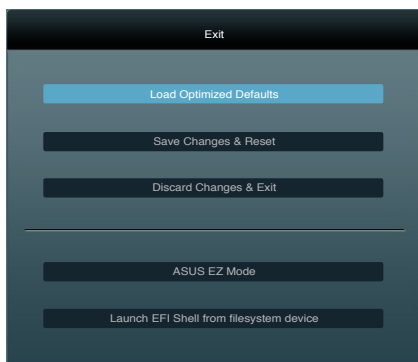 Exit
Load Optimized Defaults
Save Changes & Reset
Discard Changes & Exit
ASUS EZ Mode
Launch EFI Shell from filesystem device